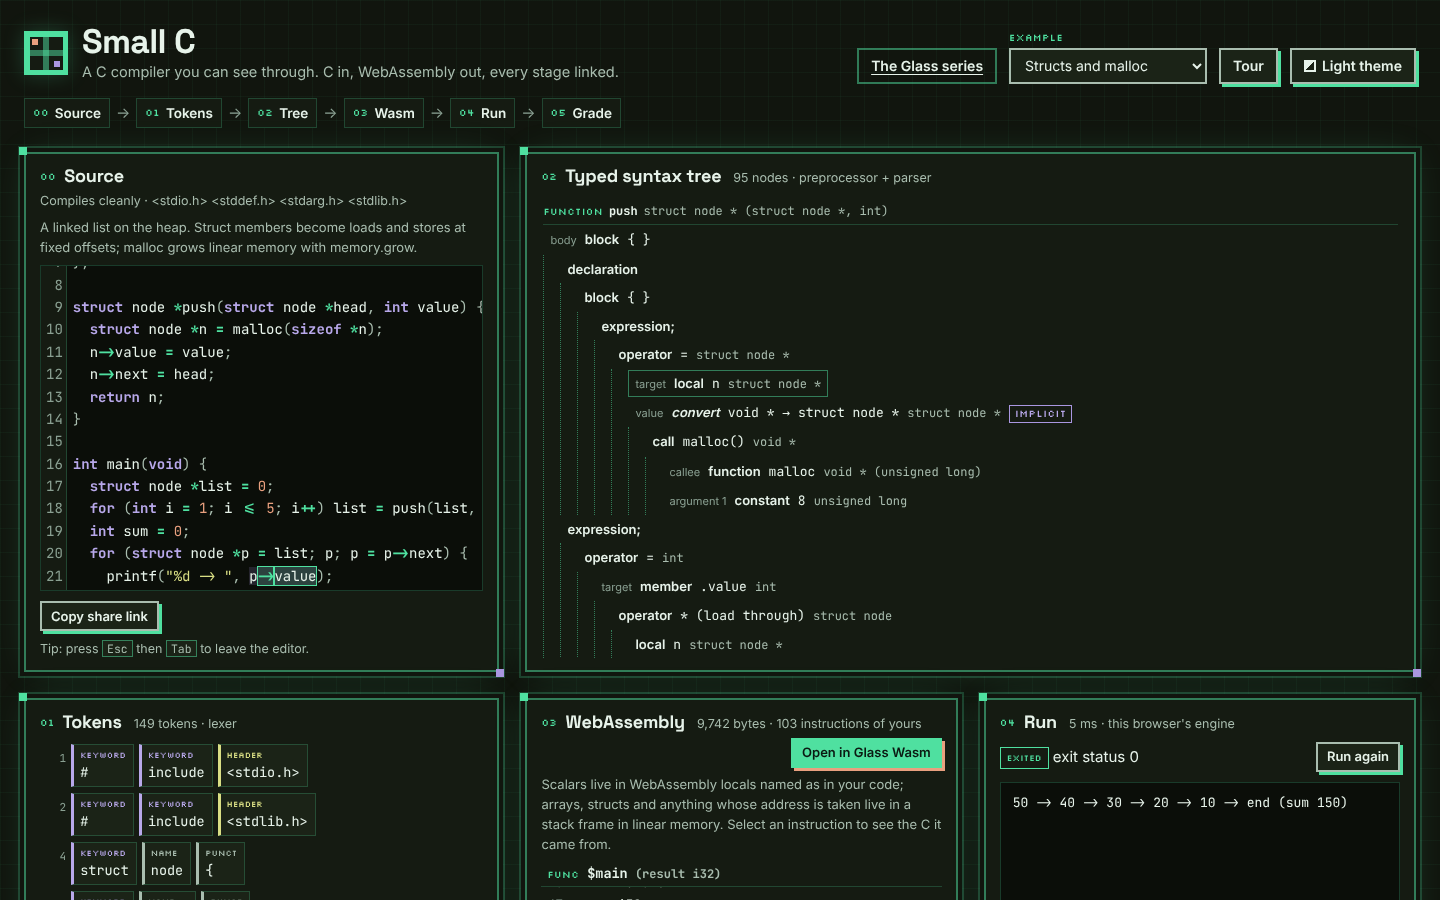 Small C
A C compiler you can see through. C in, WebAssembly out, every stage linked.
The Glass series
EXAMPLE
Structs and malloc
Tour
Light theme
00 Source → 01 Tokens → 02 Tree → 03 Wasm → 04 Run → 05 Grade
00 Source
Compiles cleanly · <stdio.h> <stddef.h> <stdarg.h> <stdlib.h>
A linked list on the heap. Struct members become loads and stores at
fixed offsets; malloc grows linear memory with memory.grow.
8
9 struct node *push(struct node *head, int value) {
10 struct node *n = malloc(sizeof *n);
11 n->value = value;
12 n->next = head;
13 return n;
14 }
15
16 int main(void) {
17 struct node *list = 0;
18 for (int i = 1; i <= 5; i++) list = push(list,
19 int sum = 0;
20 for (struct node *p = list; p; p = p->next) {
21 printf("%d -> ", p->value);
Copy share link
Tip: press Esc then Tab to leave the editor.
02 Typed syntax tree 95 nodes · preprocessor + parser
FUNCTION push struct node * (struct node *, int)
body block { }
declaration
block { }
expression;
operator = struct node *
target local n struct node *
value convert void * → struct node * struct node * IMPLICIT
call malloc() void *
callee function malloc void * (unsigned long)
argument 1 constant 8 unsigned long
expression;
operator = int
target member .value int
operator * (load through) struct node
local n struct node *
01 Tokens 149 tokens · lexer
1
KEYWORD KEYWORD HEADER
# include <stdio.h>
2
KEYWORD KEYWORD HEADER
# include <stdlib.h>
4
KEYWORD NAME PUNCT
struct node {
03 WebAssembly 9,742 bytes · 103 instructions of yours
Open in Glass Wasm
Scalars live in WebAssembly locals named as in your code;
arrays, structs and anything whose address is taken live in a
stack frame in linear memory. Select an instruction to see the C it
came from.
FUNC $main (result i32)
04 Run 5 ms · this browser's engine
EXITED exit status 0
Run again
50 -> 40 -> 30 -> 20 -> 10 -> end (sum 150)